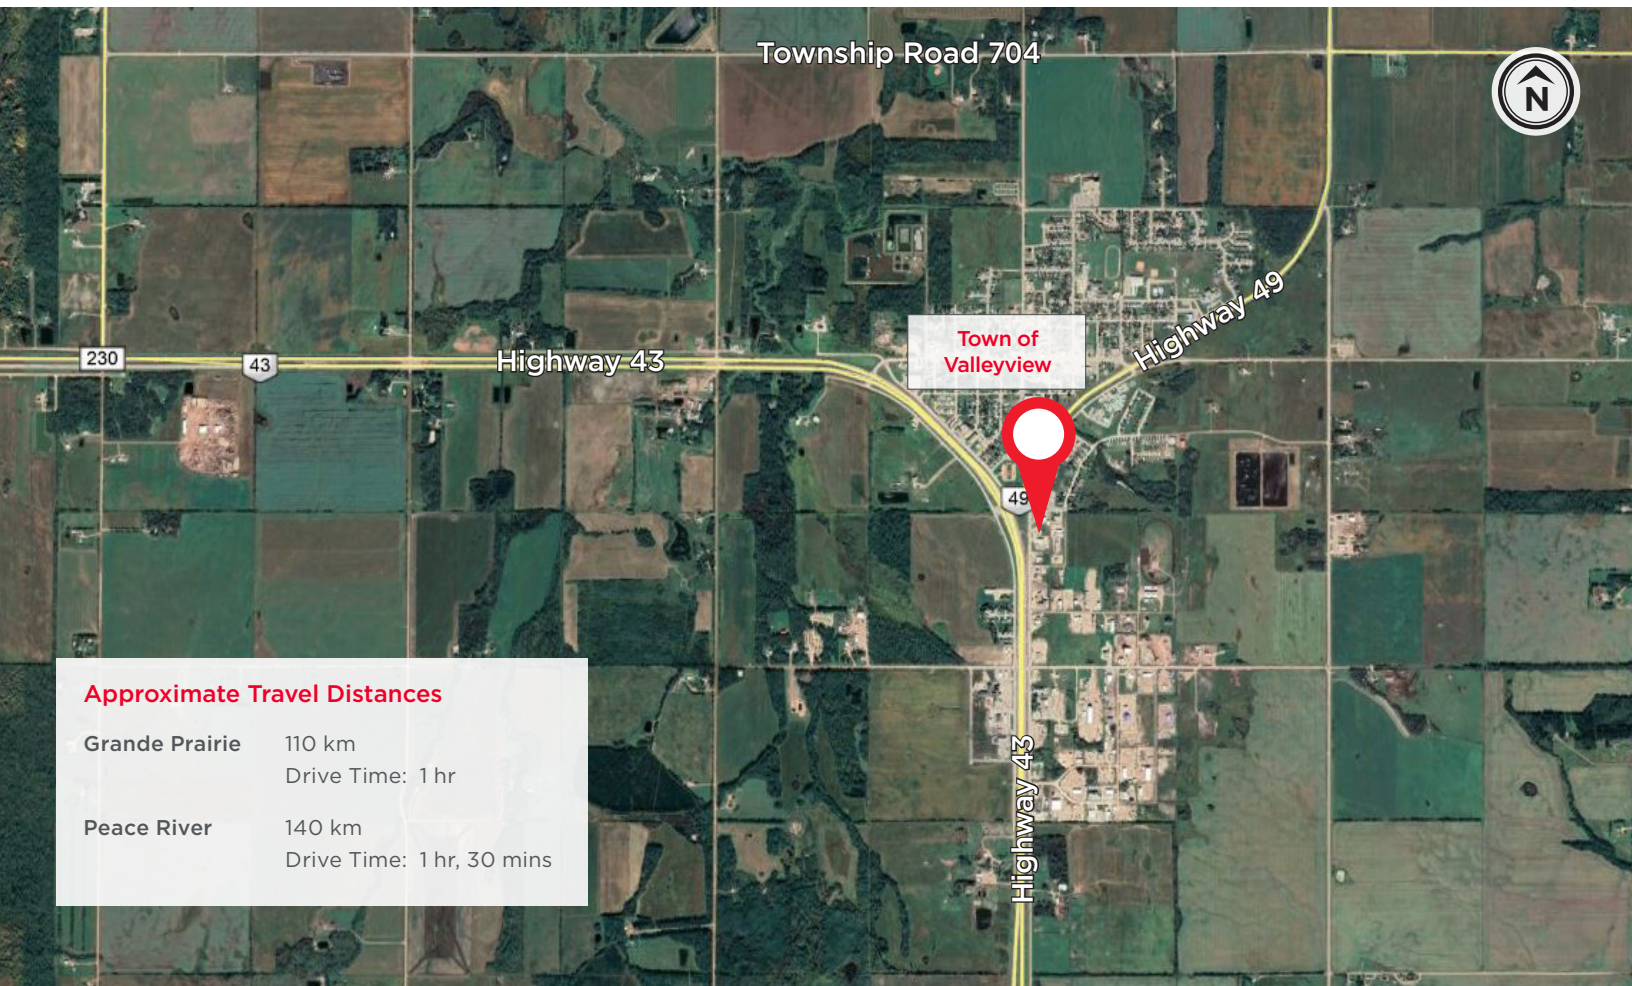 Township Road 704
N
Highway 49
Town of
Valleyview
230
43
Highway 43
49
Highway 43
Approximate Travel Distances
Grande Prairie 110 km
Drive Time: 1 hr
Peace River 140 km
Drive Time: 1 hr, 30 mins